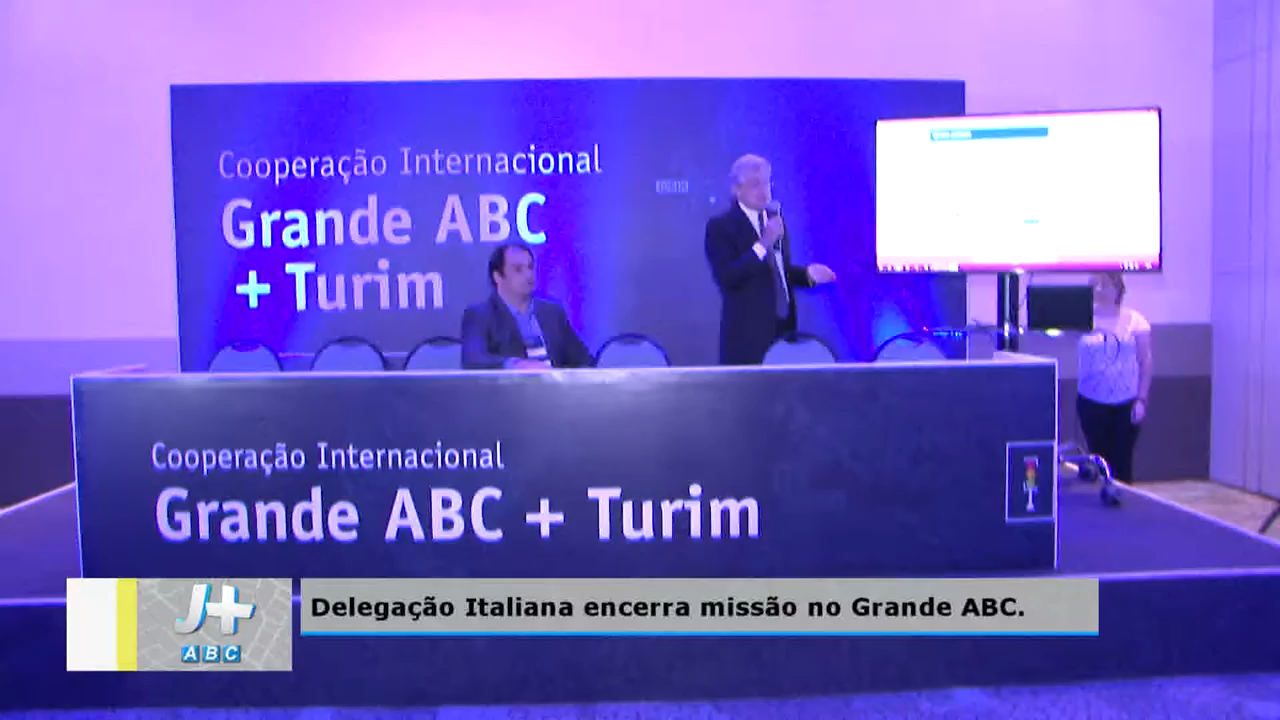 Cooperação Internacional
Grande ABC
+ Turim
Cooperação Internacional
Grande ABC + Turim
J+
ABC
Delegação Italiana encerra missão no Grande ABC.